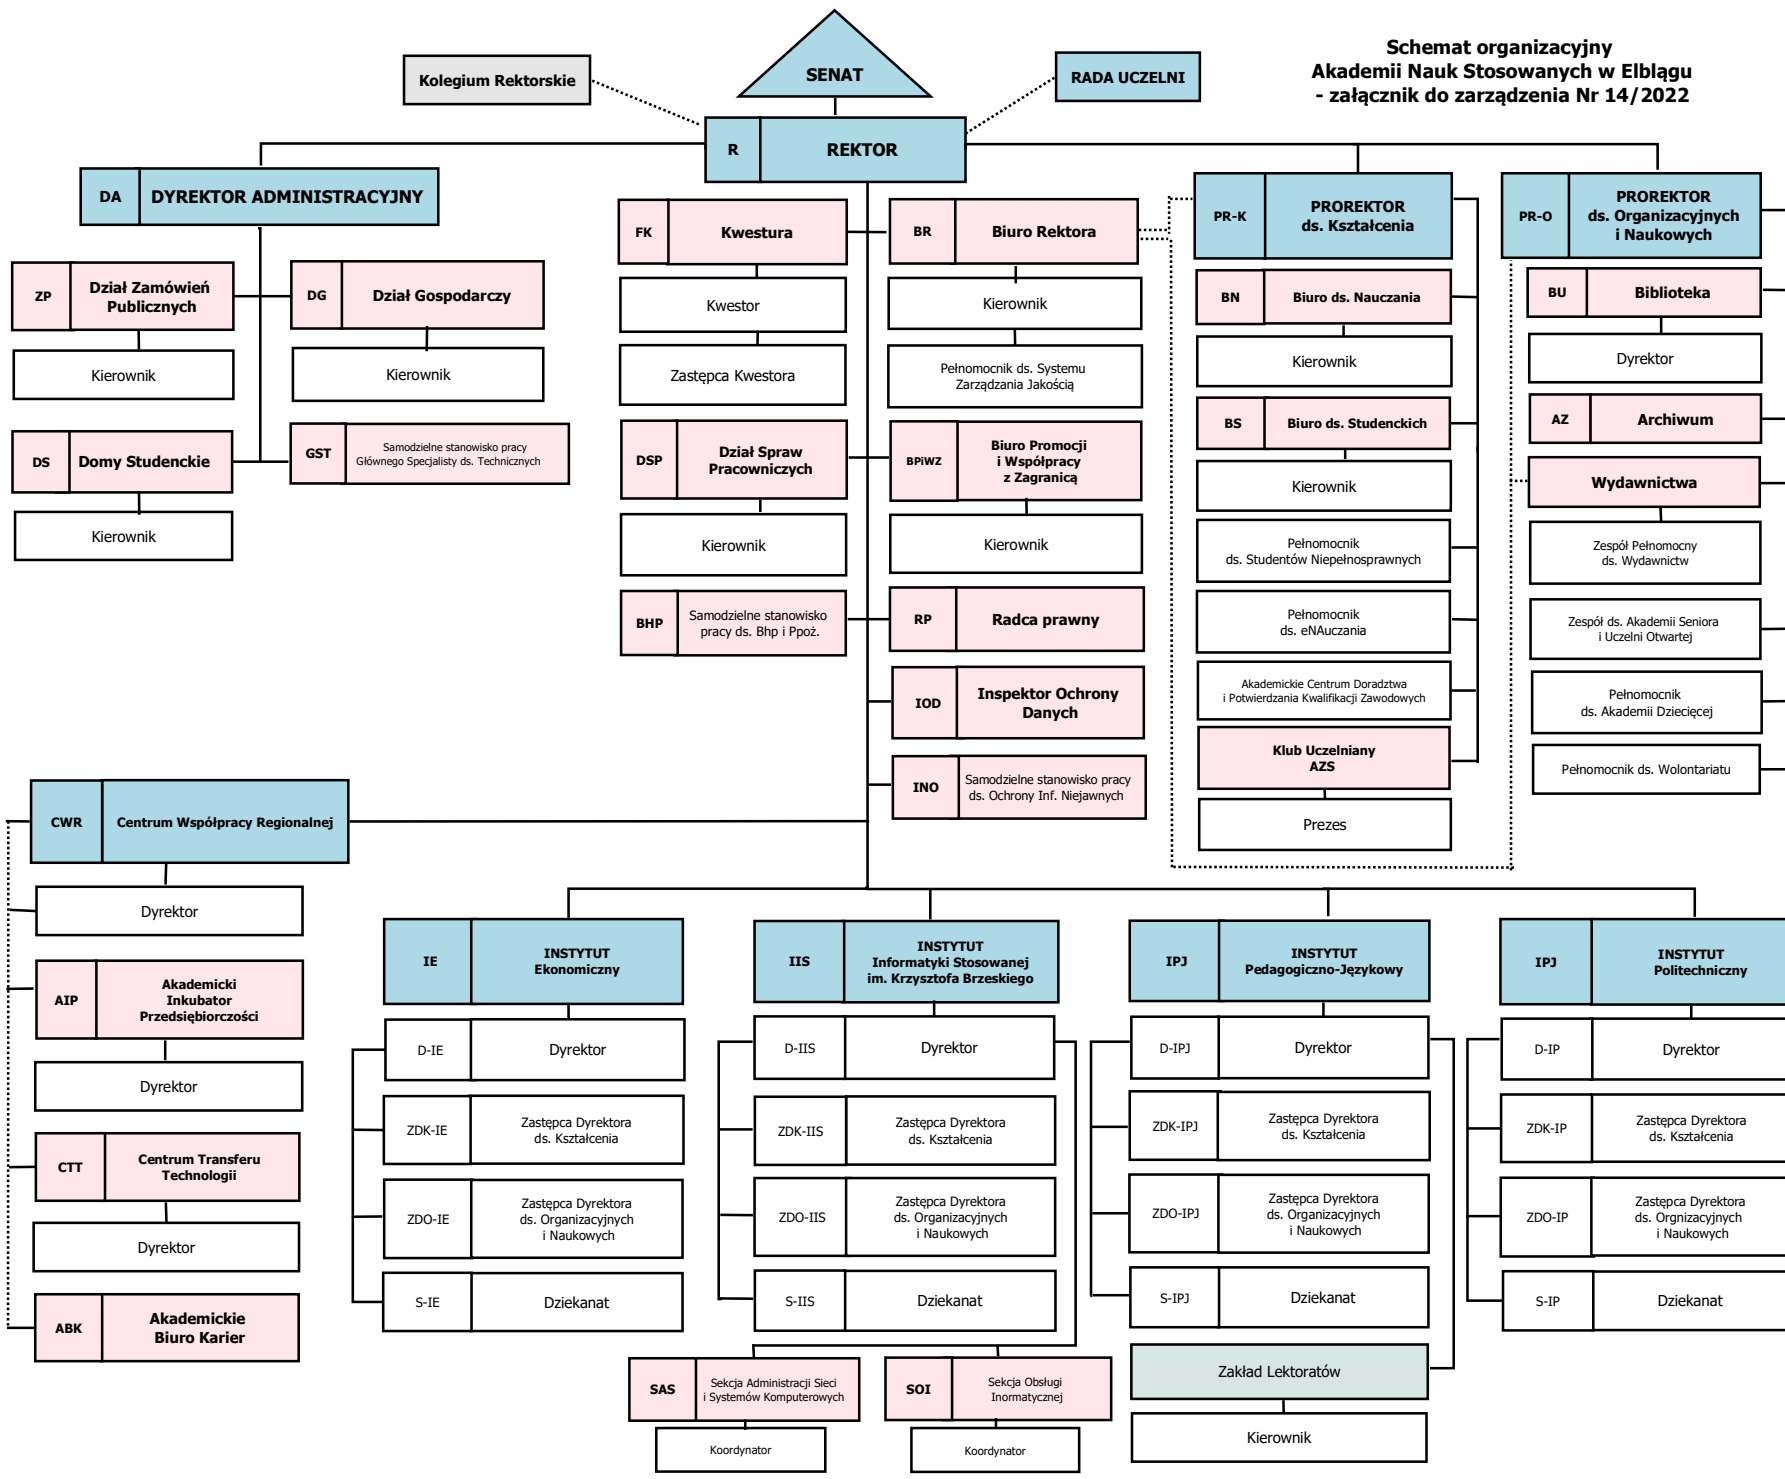 Schemat organizacyjny
Akademii Nauk Stosowanych w Elblągu
- załącznik do zarządzenia Nr 14/2022
SENAT
Kolegium Rektorskie
RADA UCZELNI
R
REKTOR
DA
DYREKTOR ADMINISTRACYJNY
ZP
Dział Zamówień
Publicznych
Kierownik
DG
Dział Gospodarczy
Kierownik
DS
Domy Studenckie
Kierownik
GST
Samodzielne stanowisko pracy
Głównego Specjalisty ds. Technicznych
FK
Kwestura
Kwestor
Zastępca Kwestora
DSP
Dział Spraw
Pracowniczych
Kierownik
BHP
Samodzielne stanowisko
pracy ds. Bhp i Ppoż.
BR
Biuro Rektora
Kierownik
Pełnomocnik ds. Systemu
Zarządzania Jakością
BPiWZ
Biuro Promocji
i Współpracy
z Zagranicą
Kierownik
RP
Radca prawny
IOD
Inspektor Ochrony
Danych
INO
Samodzielne stanowisko pracy
ds. Ochrony Inf. Niejawnych
PR-K
PROREKTOR
ds. Kształcenia
BN
Biuro ds. Nauczania
Kierownik
BS
Biuro ds. Studenckich
Kierownik
Pełnomocnik
ds. Studentów Niepełnosprawnych
Pełnomocnik
ds. eNAuczania
Akademickie Centrum Doradztwa
i Potwierdzania Kwalifikacji Zawodowych
Klub Uczelniany
AZS
Prezes
PR-O
PROREKTOR
ds. Organizacyjnych
i Naukowych
BU
Biblioteka
Dyrektor
AZ
Archiwum
Wydawnictwa
Zespół Pełnomocny
ds. Wydawnictw
Zespół ds. Akademii Seniora
i Uczelni Otwartej
Pełnomocnik
ds. Akademii Dziecięcej
Pełnomocnik ds. Wolontariatu
CWR
Centrum Współpracy Regionalnej
Dyrektor
AIP
Akademicki
Inkubator
Przedsiębiorczości
Dyrektor
CTT
Centrum Transferu
Technologii
Dyrektor
ABK
Akademickie
Biuro Karier
IE
INSTYTUT
Ekonomiczny
D-IE
Dyrektor
ZDK-IE
Zastępca Dyrektora
ds. Kształcenia
ZDO-IE
Zastępca Dyrektora
ds. Organizacyjnych
i Naukowych
S-IE
Dziekanat
IIS
INSTYTUT
Informatyki Stosowanej
im. Krzysztofa Brzeskiego
D-IIS
Dyrektor
ZDK-IIS
Zastępca Dyrektora
ds. Kształcenia
ZDO-IIS
Zastępca Dyrektora
ds. Organizacyjnych
i Naukowych
S-IIS
Dziekanat
SAS
Sekcja Administracji Sieci
i Systemów Komputerowych
Koordynator
SOI
Sekcja Obsługi
Inormatycznej
Koordynator
IPJ
INSTYTUT
Pedagogiczno-Językowy
D-IPJ
Dyrektor
ZDK-IPJ
Zastępca Dyrektora
ds. Kształcenia
ZDO-IPJ
Zastępca Dyrektora
ds. Organizacyjnych
i Naukowych
S-IPJ
Dziekanat
Zakład Lektoratów
Kierownik
IPJ
INSTYTUT
Politechniczny
D-IP
Dyrektor
ZDK-IP
Zastępca Dyrektora
ds. Kształcenia
ZDO-IP
Zastępca Dyrektora
ds. Orgnizacyjnych
i Naukowych
S-IP
Dziekanat